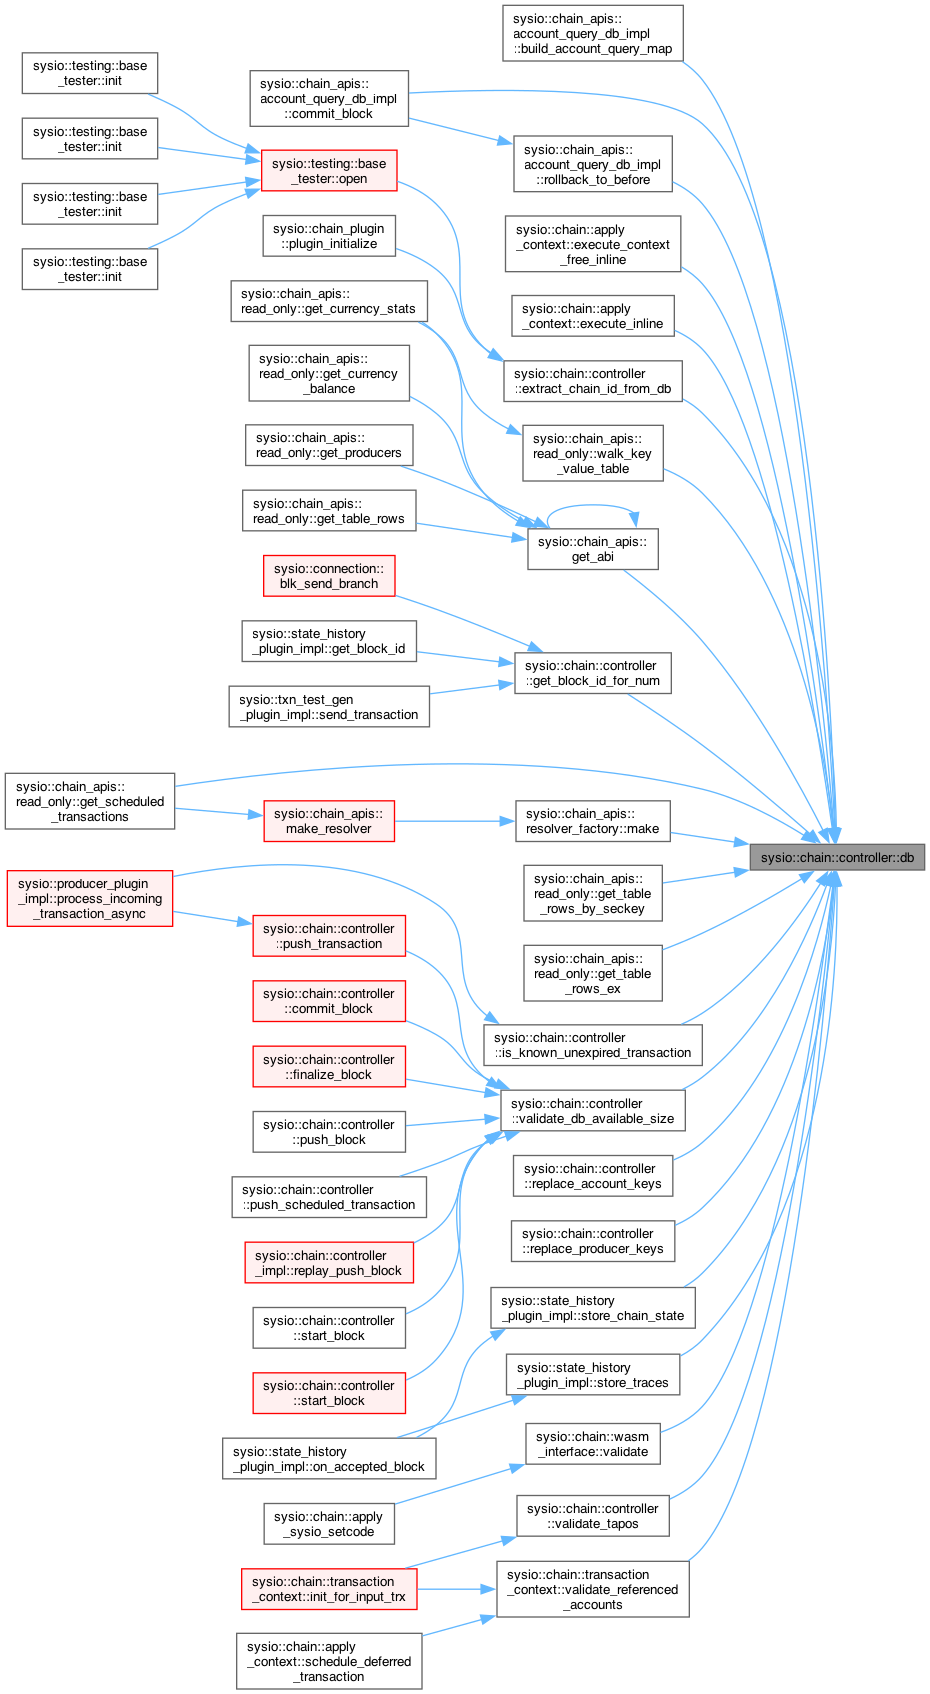 sysio::chain_apis::
account_query_db_impl
::build_account_query_map
sysio::testing::base
_tester::init
sysio::chain_apis::
account_query_db_impl
::commit_block
sysio::testing::base
_tester::init
sysio::chain_apis::
account_query_db_impl
::rollback_to_before
sysio::testing::base
_tester::open
sysio::testing::base
_tester::init
sysio::chain_plugin
::plugin_initialize
sysio::chain::apply
_context::execute_context
_free_inline
sysio::testing::base
_tester::init
sysio::chain_apis::
read_only::get_currency_stats
sysio::chain::apply
_context::execute_inline
sysio::chain_apis::
read_only::get_currency
_balance
sysio::chain::controller
::extract_chain_id_from_db
sysio::chain_apis::
read_only::get_producers
sysio::chain_apis::
read_only::walk_key
_value_table
sysio::chain_apis::
read_only::get_table_rows
sysio::chain_apis::
get_abi
sysio::connection::
blk_send_branch
sysio::state_history
_plugin_impl::get_block_id
sysio::chain::controller
::get_block_id_for_num
sysio::txn_test_gen
_plugin_impl::send_transaction
sysio::chain_apis::
read_only::get_scheduled
_transactions
sysio::chain_apis::
make_resolver
sysio::chain_apis::
resolver_factory::make
sysio::chain::controller::db
sysio::producer_plugin
_impl::process_incoming
_transaction_async
sysio::chain_apis::
read_only::get_table
_rows_by_seckey
sysio::chain::controller
::push_transaction
sysio::chain_apis::
read_only::get_table
_rows_ex
sysio::chain::controller
::commit_block
sysio::chain::controller
::is_known_unexpired_transaction
sysio::chain::controller
::finalize_block
sysio::chain::controller
::validate_db_available_size
sysio::chain::controller
::push_block
sysio::chain::controller
::replace_account_keys
sysio::chain::controller
::push_scheduled_transaction
sysio::chain::controller
::replace_producer_keys
sysio::chain::controller
_impl::replay_push_block
sysio::state_history
_plugin_impl::store_chain_state
sysio::chain::controller
::start_block
sysio::state_history
_plugin_impl::store_traces
sysio::chain::controller
::start_block
sysio::state_history
_plugin_impl::on_accepted_block
sysio::chain::wasm
_interface::validate
sysio::chain::apply
_sysio_setcode
sysio::chain::controller
::validate_tapos
sysio::chain::transaction
_context::init_for_input_trx
sysio::chain::transaction
_context::validate_referenced
_accounts
sysio::chain::apply
_context::schedule_deferred
_transaction